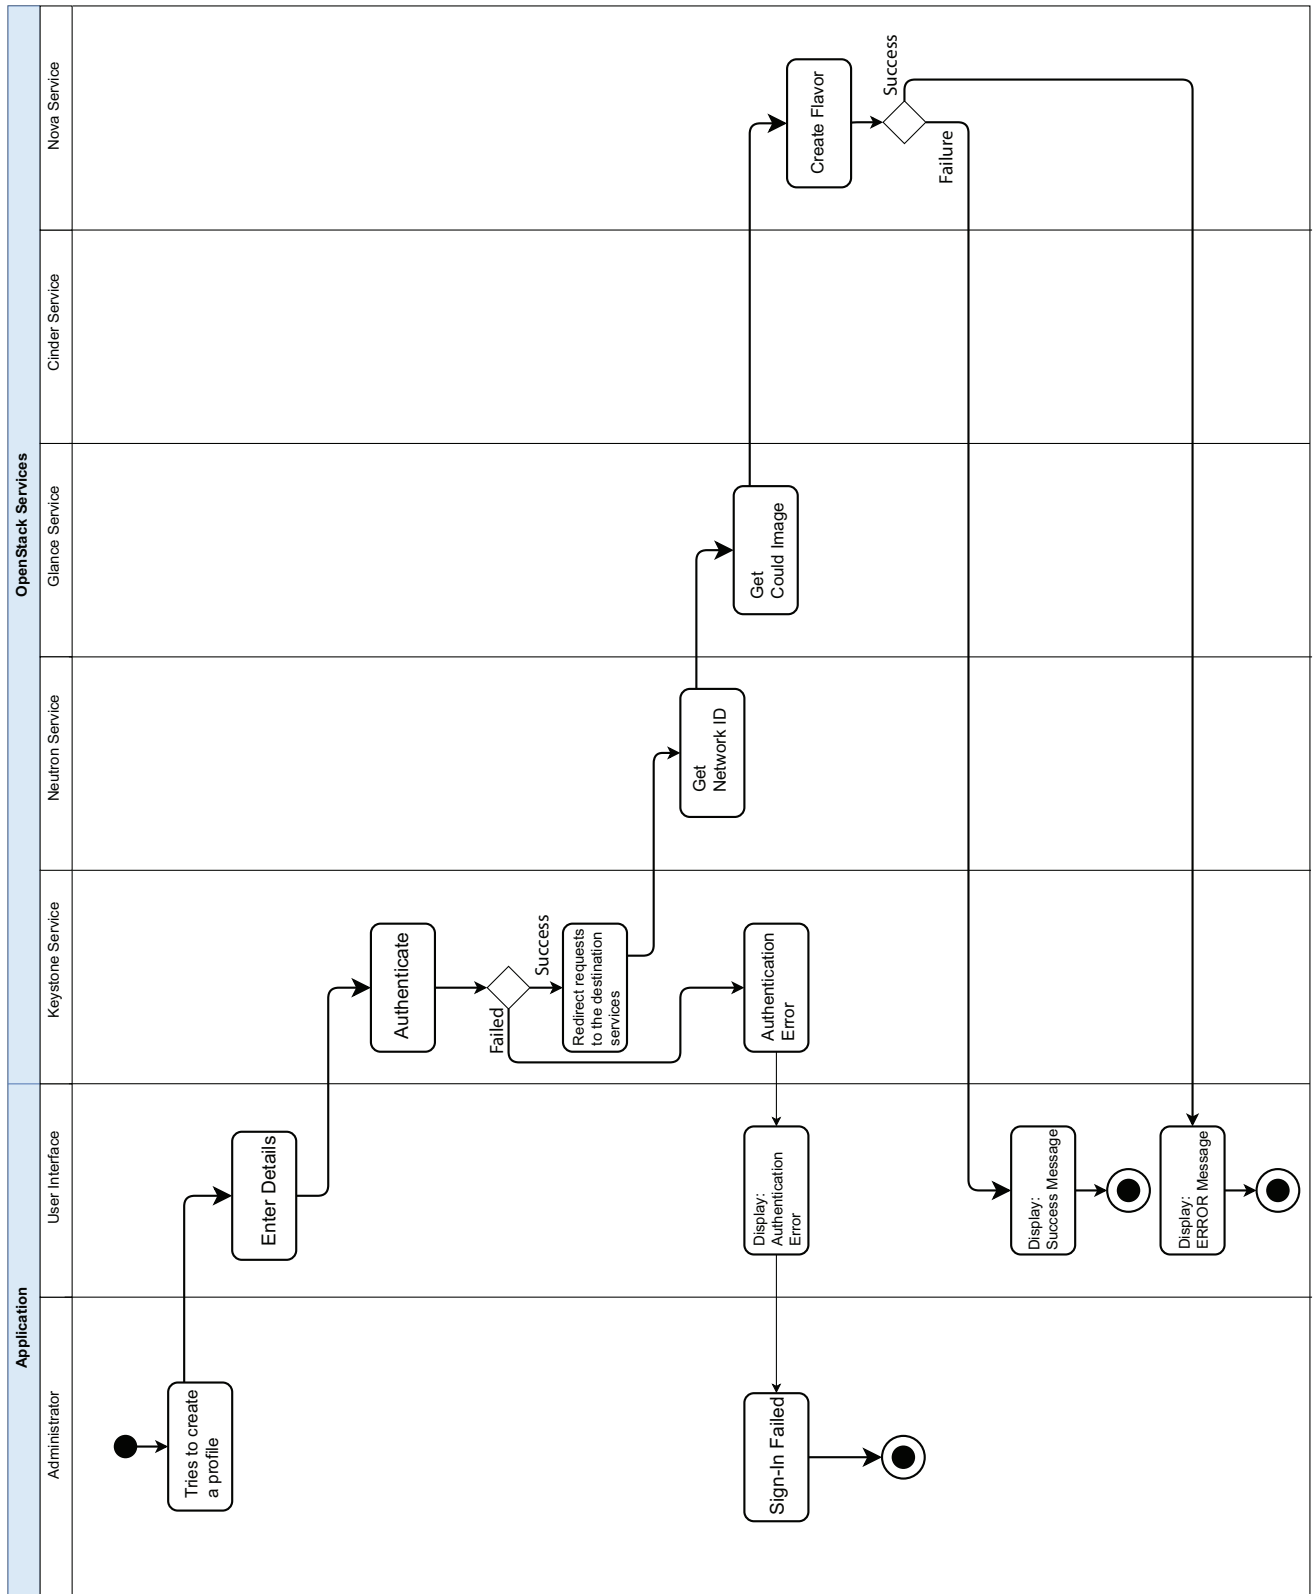 Application
OpenStack Services
Administrator
User Interface
Keystone Service
Neutron Service
Glance Service
Cinder Service
Nova Service
Tries to create
a profile
Enter Details
Authenticate
Failed
Success
Redirect requests
to the destination
services
Get
Network ID
Get
Could Image
Create Flavor
Success
Failure
Authentication
Error
Display:
Authentication
Error
Sign-In Failed
Display:
Success Message
Display:
ERROR Message